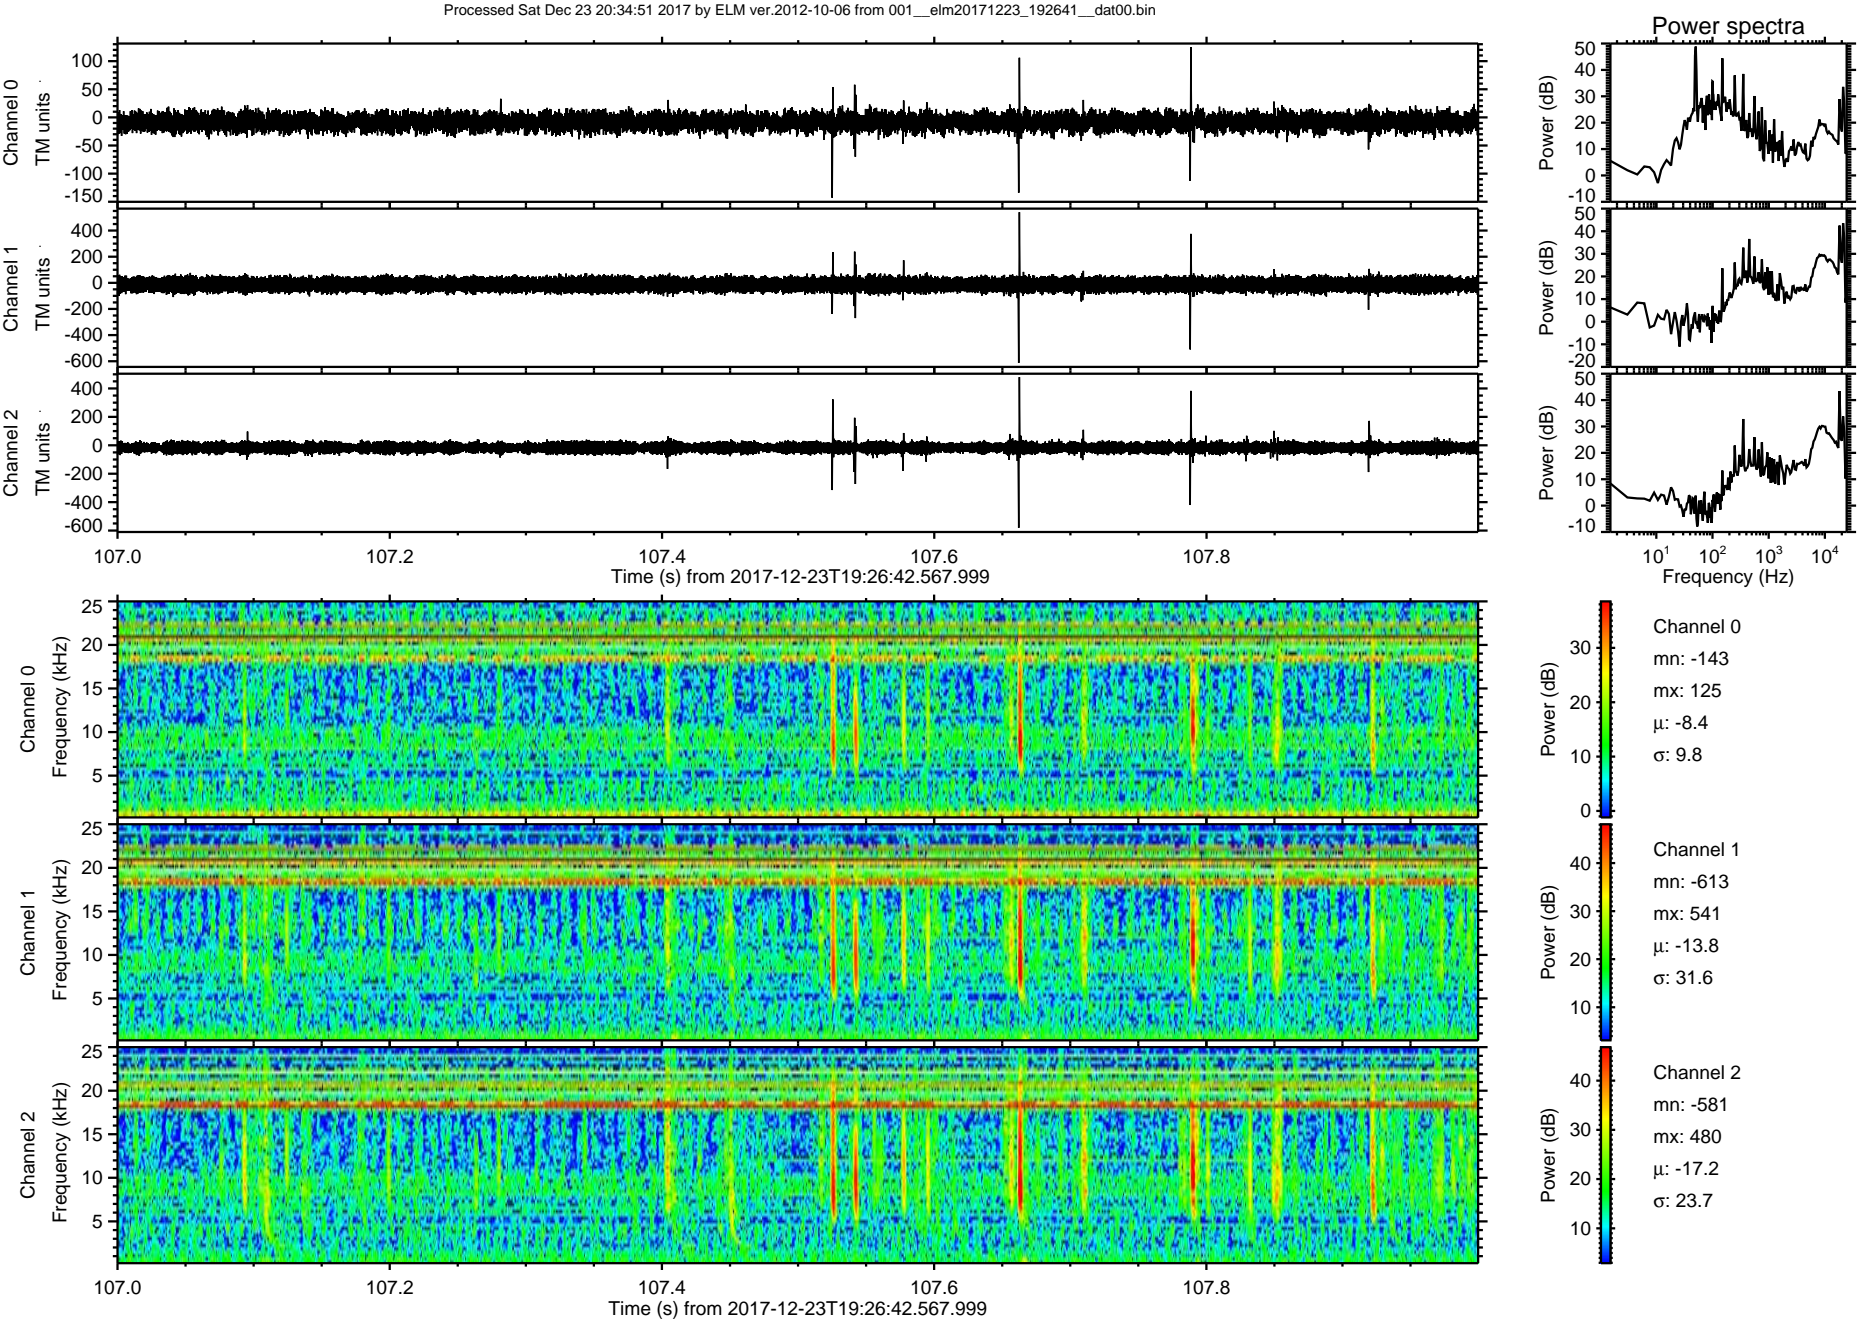 Processed Sat Dec 23 20:34:51 2017 by ELM ver.2012-10-06 from 001__elm20171223_192641__dat00.bin
Power spectra
Channel 0
TM units
100
50
0
-50
-100
-150
Power (dB)
50
40
30
20
10
0
-10
Channel 1
TM units
400
200
0
-200
-400
-600
Power (dB)
50
40
30
20
10
0
-10
-20
Channel 2
TM units
400
200
0
-200
-400
-600
Power (dB)
50
40
30
20
10
0
-10
107.0 107.2 107.4 107.6 107.8
Time (s) from 2017-12-23T19:26:42.567.999
10^1 10^2 10^3 10^4
Frequency (Hz)
Channel 0
Frequency (kHz)
25
20
15
10
5
Power (dB)
30
20
10
0
Channel 0
mn: -143
mx: 125
μ: -8.4
σ: 9.8
Channel 1
Frequency (kHz)
25
20
15
10
5
Power (dB)
40
30
20
10
Channel 1
mn: -613
mx: 541
μ: -13.8
σ: 31.6
Channel 2
Frequency (kHz)
25
20
15
10
5
Power (dB)
40
30
20
10
Channel 2
mn: -581
mx: 480
μ: -17.2
σ: 23.7
107.0 107.2 107.4 107.6 107.8
Time (s) from 2017-12-23T19:26:42.567.999